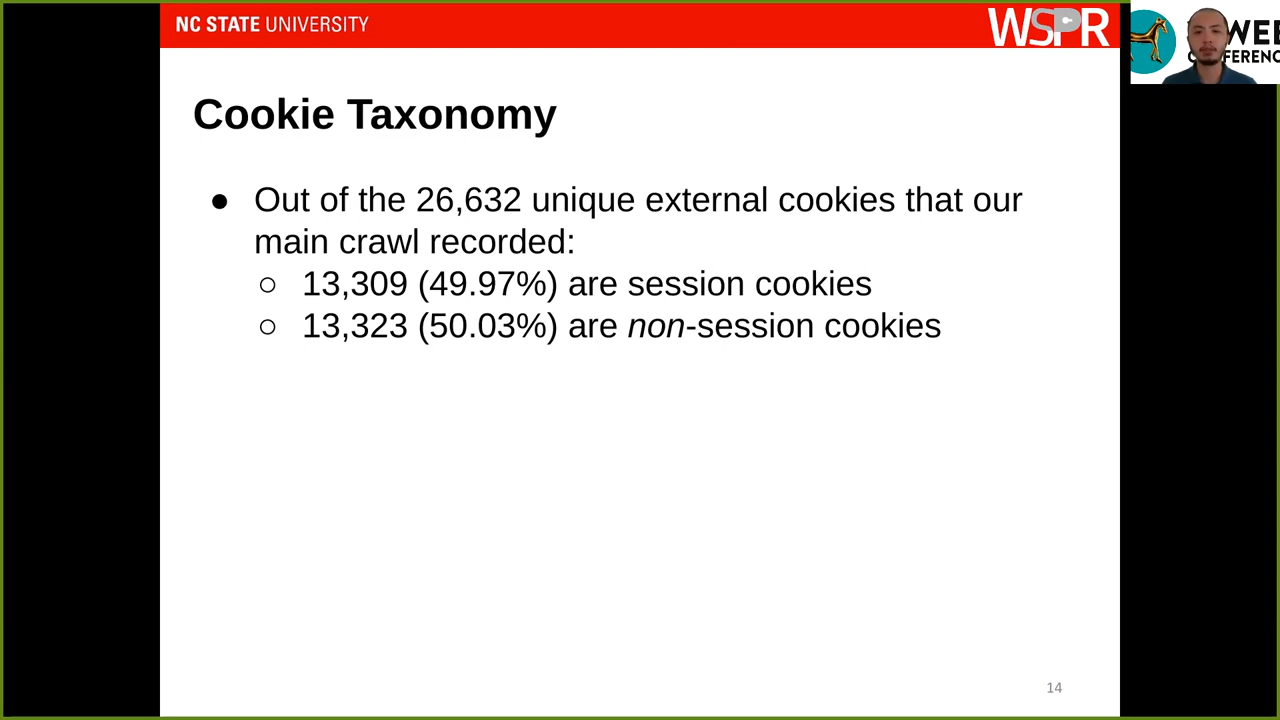 NC STATE UNIVERSITY
WSPR
Cookie Taxonomy
● Out of the 26,632 unique external cookies that our
main crawl recorded:
○ 13,309 (49.97%) are session cookies
○ 13,323 (50.03%) are non-session cookies
14